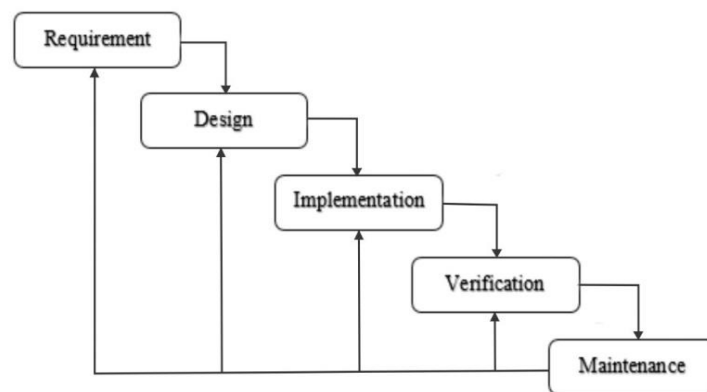 Requirement
Design
Implementation
Verification
Maintenance